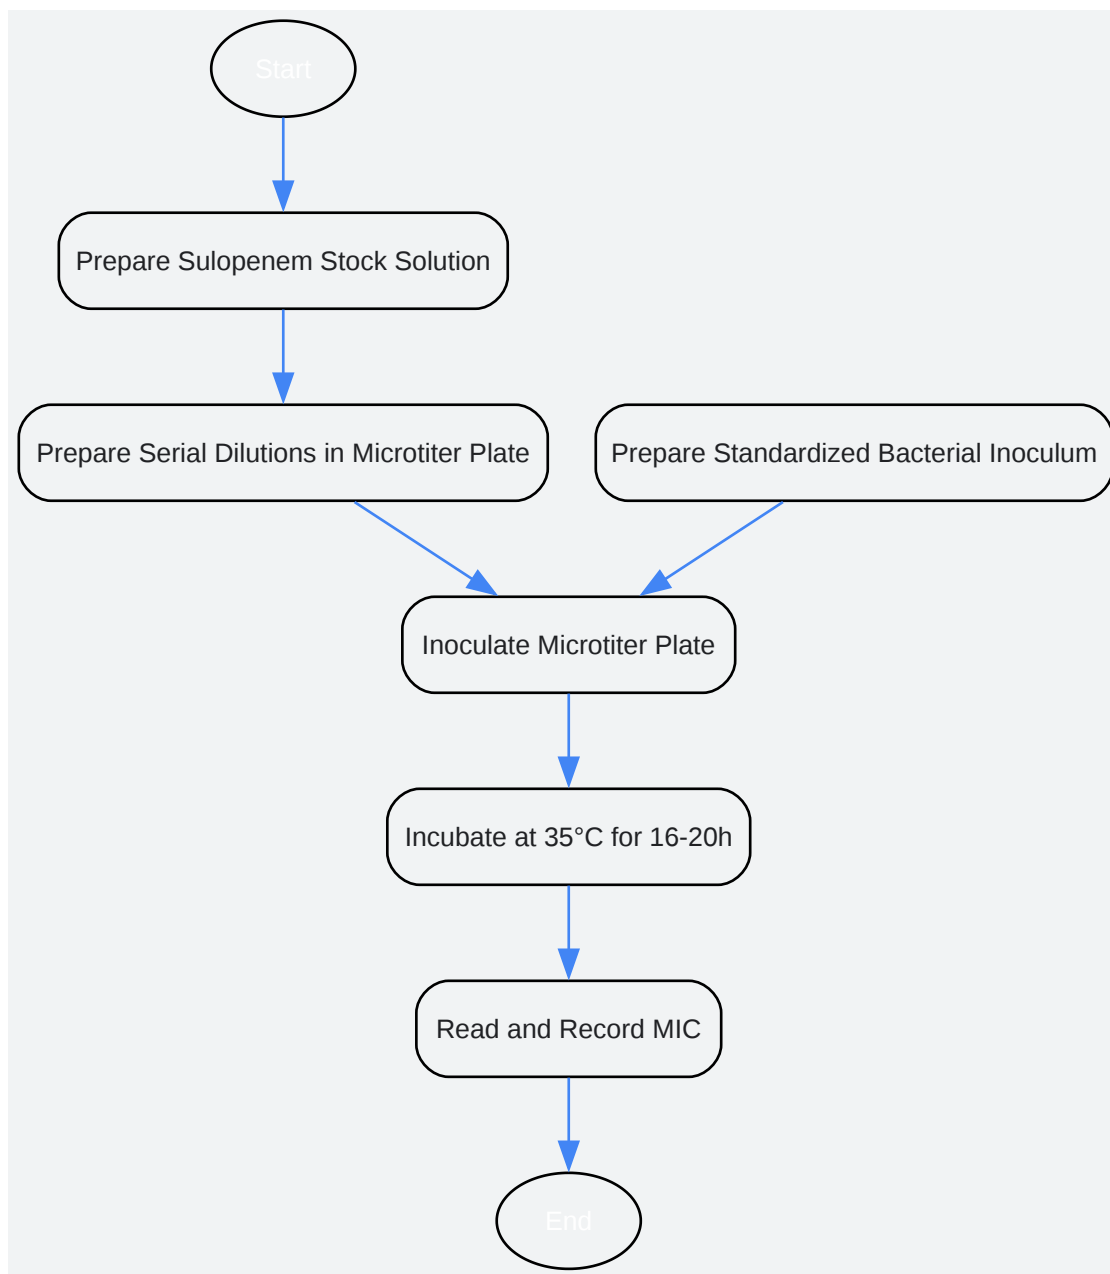 Start
Prepare Sulopenem Stock Solution
Prepare Serial Dilutions in Microtiter Plate
Prepare Standardized Bacterial Inoculum
Inoculate Microtiter Plate
Incubate at 35°C for 16-20h
Read and Record MIC
End